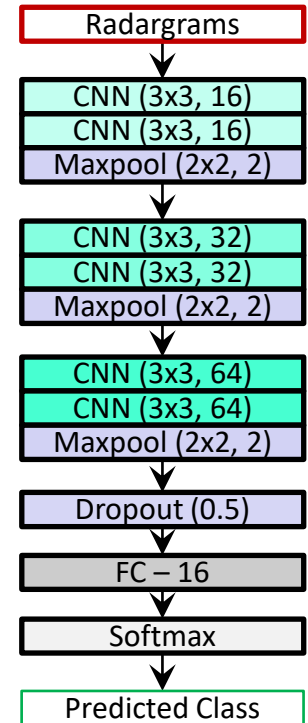 Radargrams
CNN (3x3, 16)
CNN (3x3, 16)
Maxpool (2x2, 2)
CNN (3x3, 32)
CNN (3x3, 32)
Maxpool (2x2, 2)
CNN (3x3, 64)
CNN (3x3, 64)
Maxpool (2x2, 2)
Dropout (0.5)
FC – 16
Softmax
Predicted Class